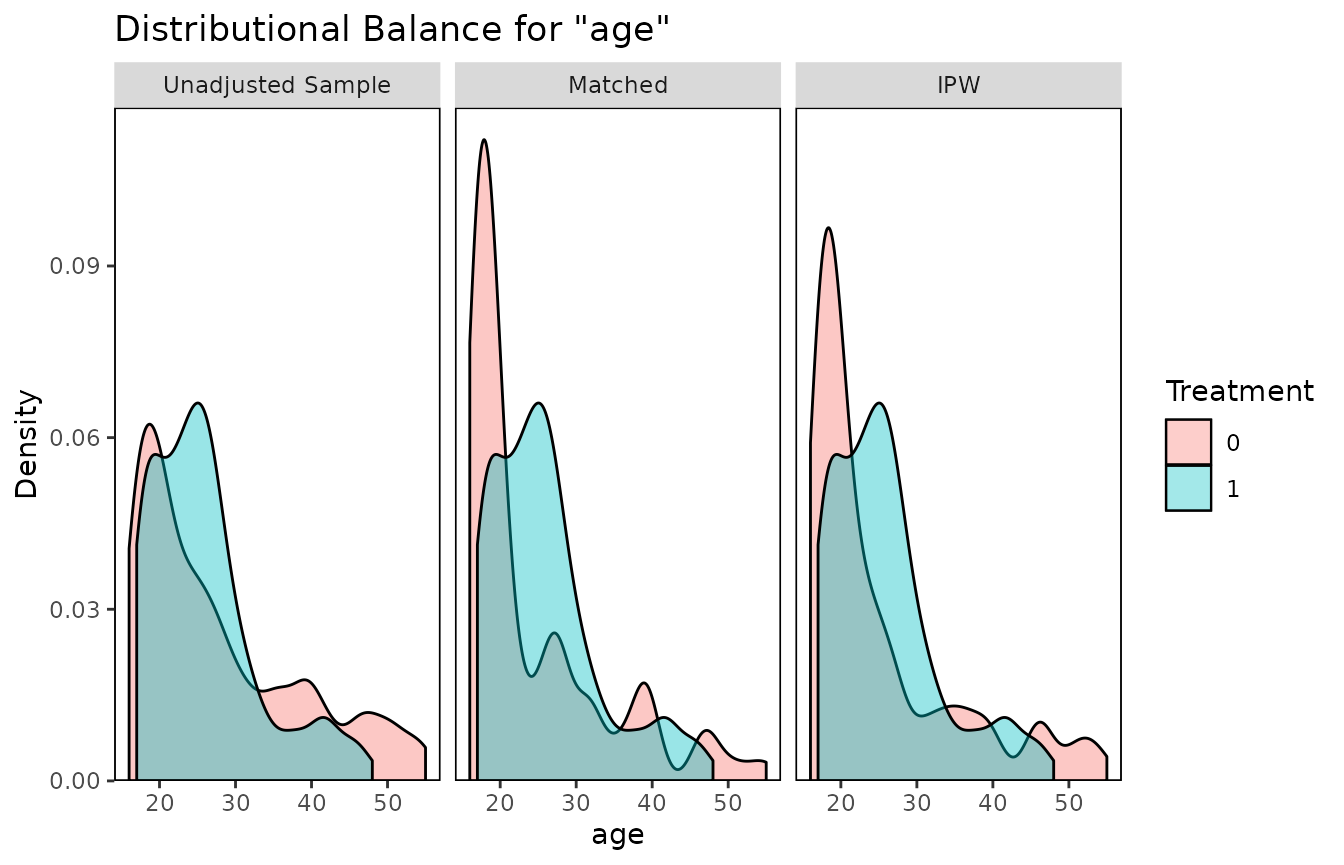 Distributional Balance for "age"
Unadjusted Sample
Matched
IPW
Density
0.09
0.06
0.03
0.00
20 30 40 50
20 30 40 50
20 30 40 50
age
Treatment
0
1